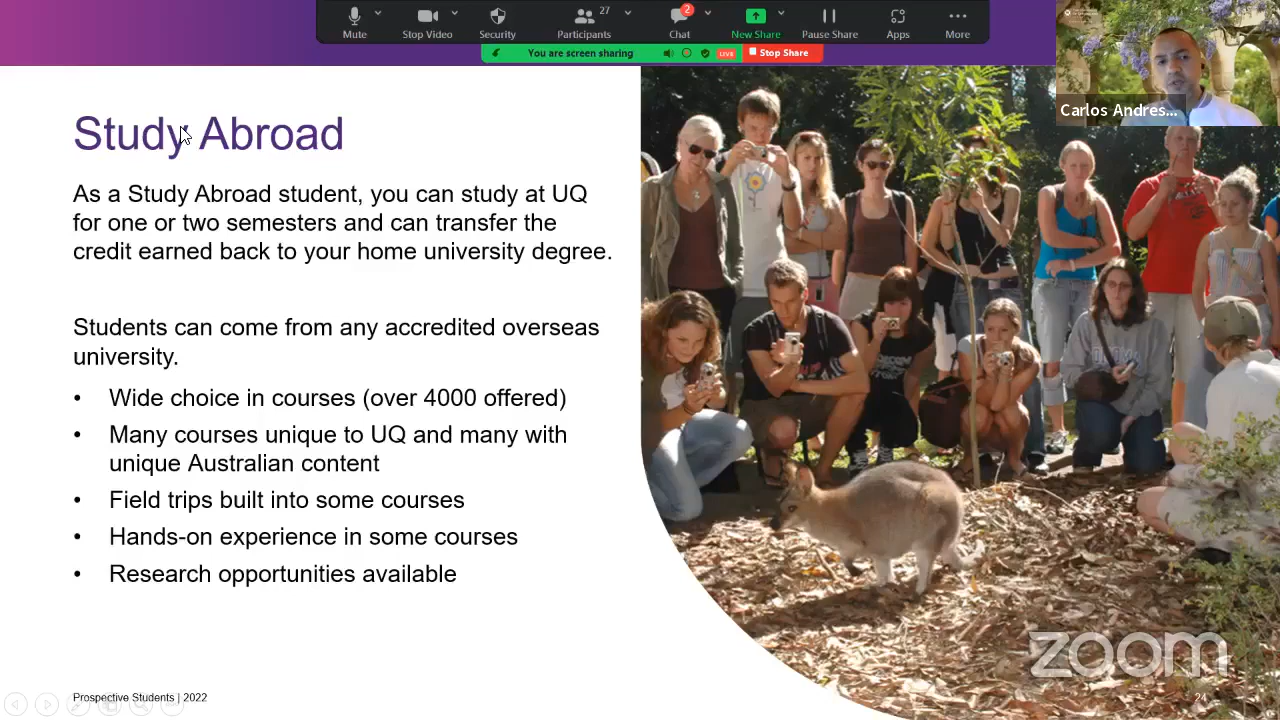 Mute
Stop Video
Security
Participants
27
Chat
2
New Share
Pause Share
Apps
More
You are screen sharing
LIVE
Stop Share
Carlos Andres...
Study Abroad
As a Study Abroad student, you can study at UQ
for one or two semesters and can transfer the
credit earned back to your home university degree.
Students can come from any accredited overseas
university.
• Wide choice in courses (over 4000 offered)
• Many courses unique to UQ and many with
unique Australian content
• Field trips built into some courses
• Hands-on experience in some courses
• Research opportunities available
Prospective Students | 2022
zoom
24